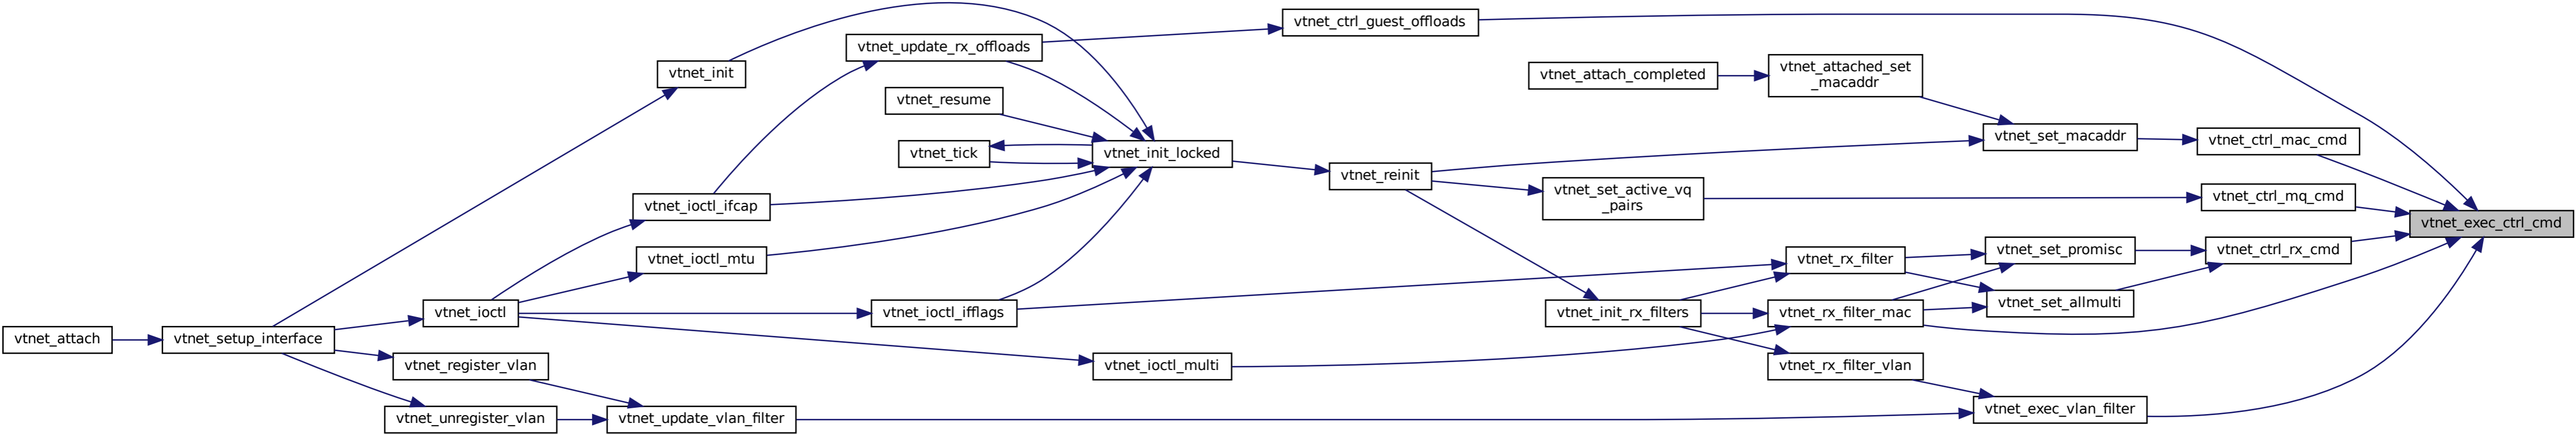 vtnet_ctrl_guest_offloads
vtnet_update_rx_offloads
vtnet_init
vtnet_attach_completed
vtnet_attached_set
_macaddr
vtnet_resume
vtnet_set_macaddr
vtnet_ctrl_mac_cmd
vtnet_tick
vtnet_init_locked
vtnet_reinit
vtnet_set_active_vq
_pairs
vtnet_ctrl_mq_cmd
vtnet_ioctl_ifcap
vtnet_exec_ctrl_cmd
vtnet_ioctl_mtu
vtnet_rx_filter
vtnet_set_promisc
vtnet_ctrl_rx_cmd
vtnet_set_allmulti
vtnet_ioctl
vtnet_ioctl_ifflags
vtnet_init_rx_filters
vtnet_rx_filter_mac
vtnet_attach
vtnet_setup_interface
vtnet_register_vlan
vtnet_ioctl_multi
vtnet_rx_filter_vlan
vtnet_exec_vlan_filter
vtnet_unregister_vlan
vtnet_update_vlan_filter